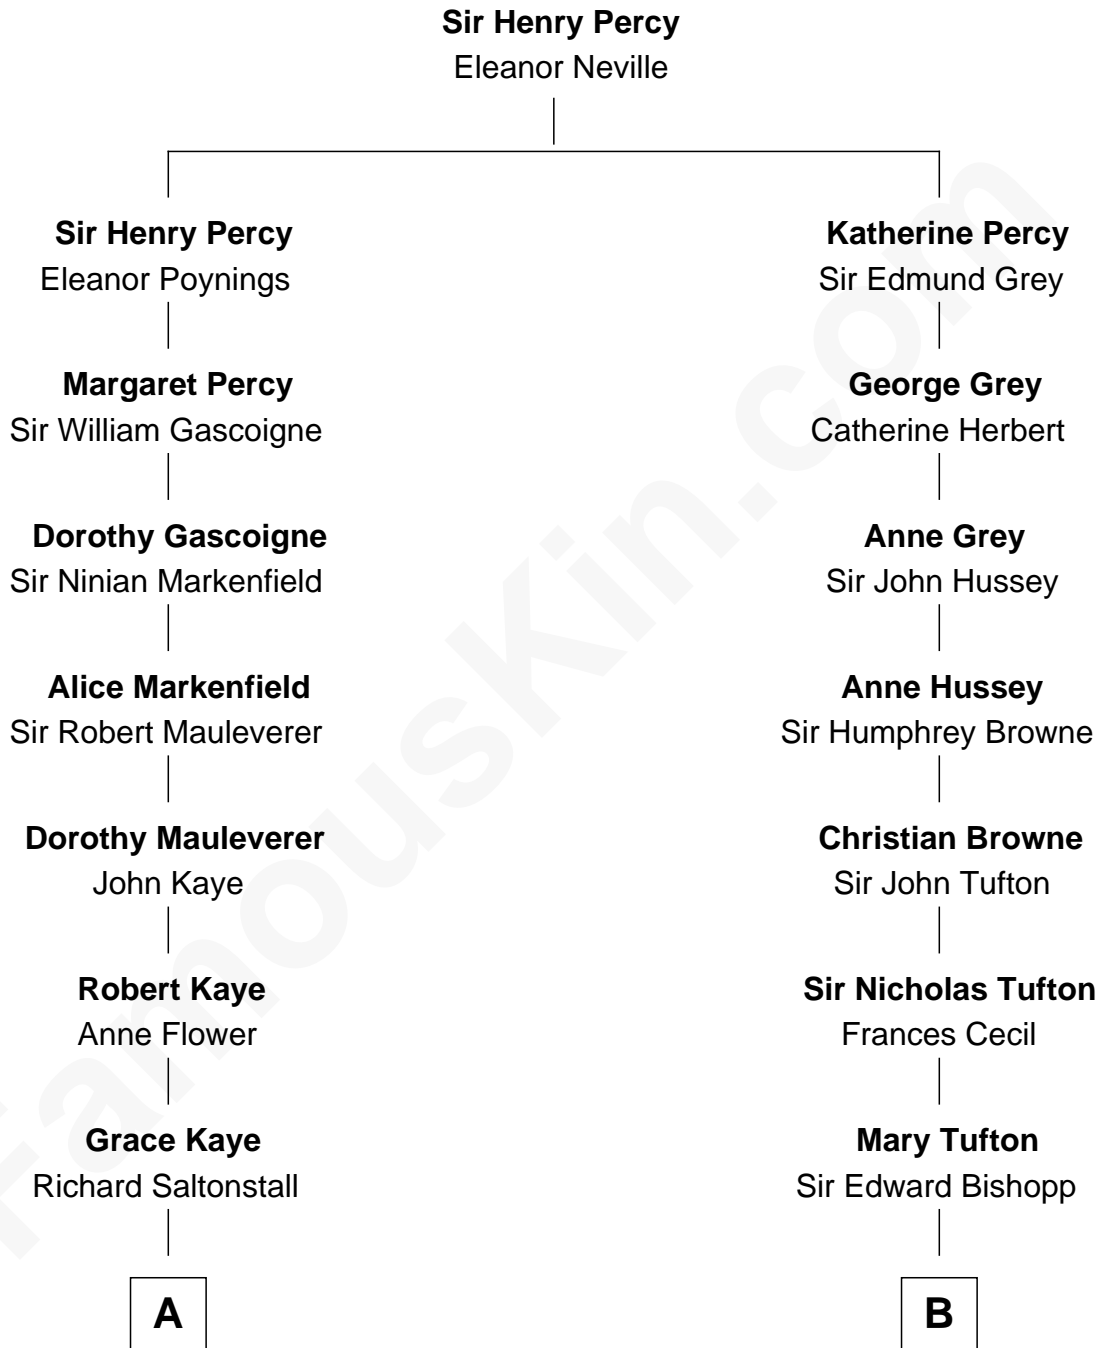 Sir Henry Percy
Eleanor Neville
Sir Henry Percy
Eleanor Poynings
Katherine Percy
Sir Edmund Grey
Margaret Percy
Sir William Gascoigne
George Grey
Catherine Herbert
Dorothy Gascoigne
Sir Ninian Markenfield
Anne Grey
Sir John Hussey
Alice Markenfield
Sir Robert Mauleverer
Anne Hussey
Sir Humphrey Browne
Dorothy Mauleverer
John Kaye
Christian Browne
Sir John Tufton
Robert Kaye
Anne Flower
Sir Nicholas Tufton
Frances Cecil
Grace Kaye
Richard Saltonstall
Mary Tufton
Sir Edward Bishopp
A
B
FamousKin.com